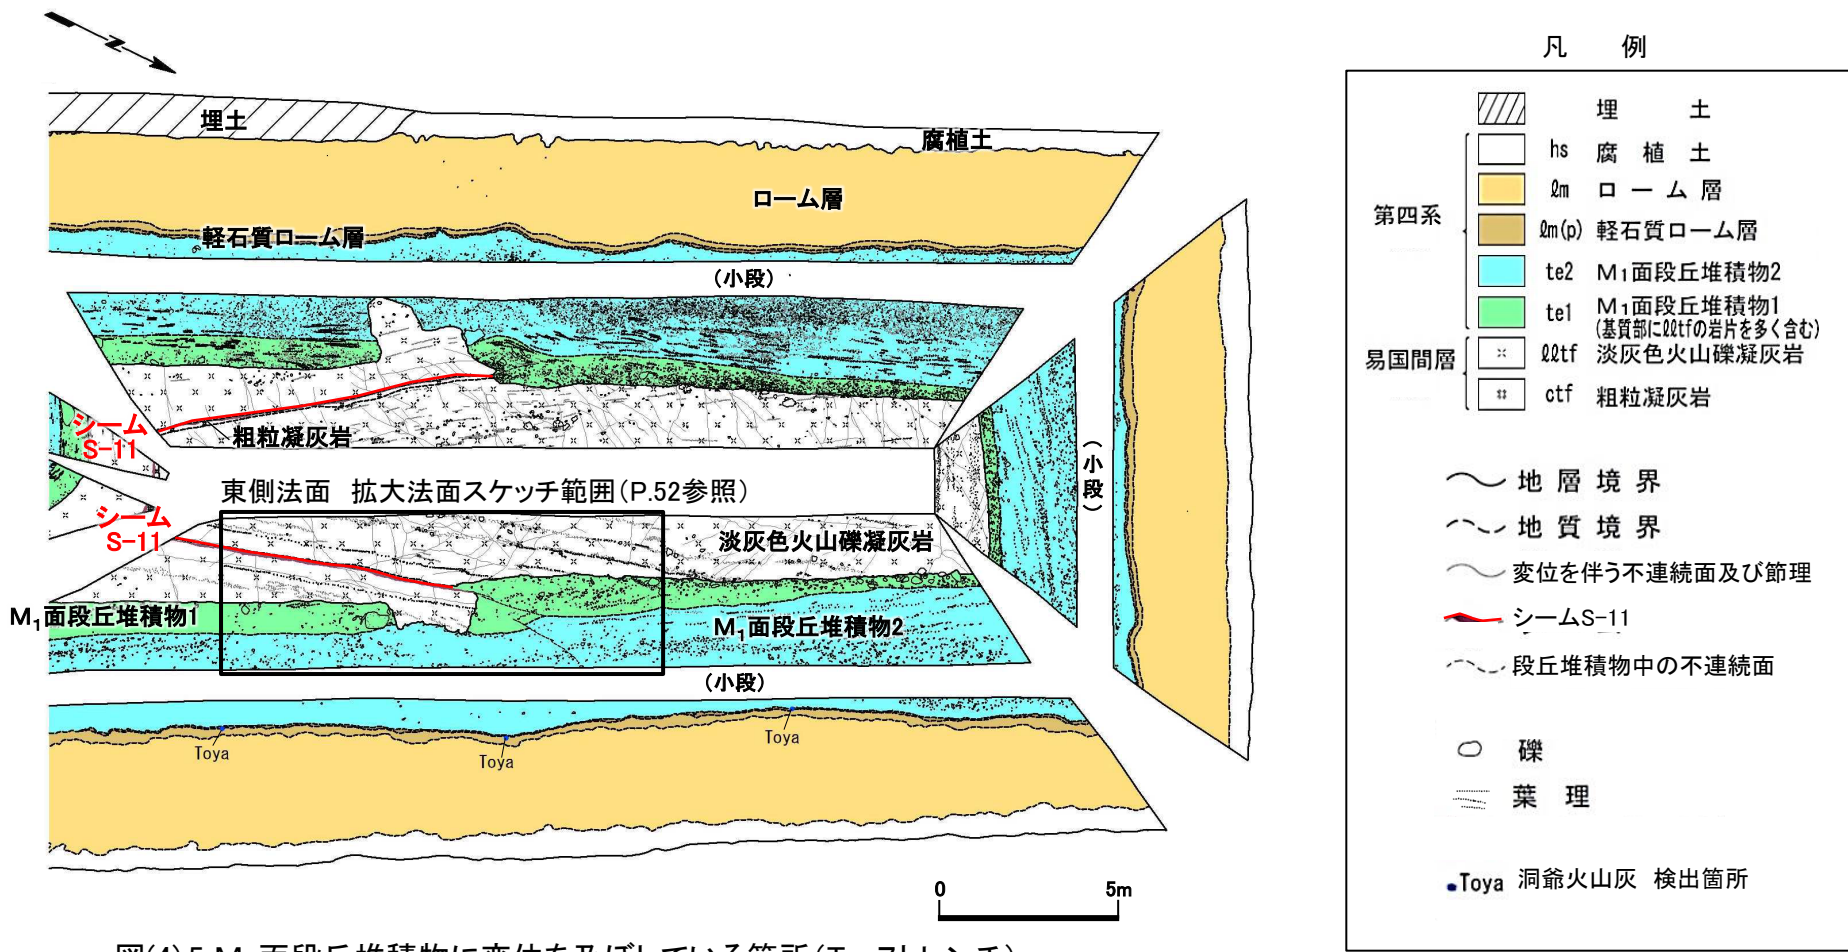 N
埋土
腐植土
ローム層
軽石質ローム層
(小段)
シーム
S-11
粗粒凝灰岩
東側法面 拡大法面スケッチ範囲(P.52参照)
シーム
S-11
淡灰色火山礫凝灰岩
M₁面段丘堆積物1
M₁面段丘堆積物2
(小段)
(小段)
Toya
Toya
Toya
0 5m
凡 例
埋 土
第四系
hs 腐 植 土
ℓm ロ ー ム 層
ℓm(p) 軽石質ローム層
te2 M₁面段丘堆積物2
te1 M₁面段丘堆積物1
(基質部にℓℓtfの岩片を多く含む)
易国間層
ℓℓtf 淡灰色火山礫凝灰岩
ctf 粗粒凝灰岩
地 層 境 界
地 質 境 界
変位を伴う不連続面及び節理
シームS-11
段丘堆積物中の不連続面
礫
葉 理
Toya 洞爺火山灰 検出箇所